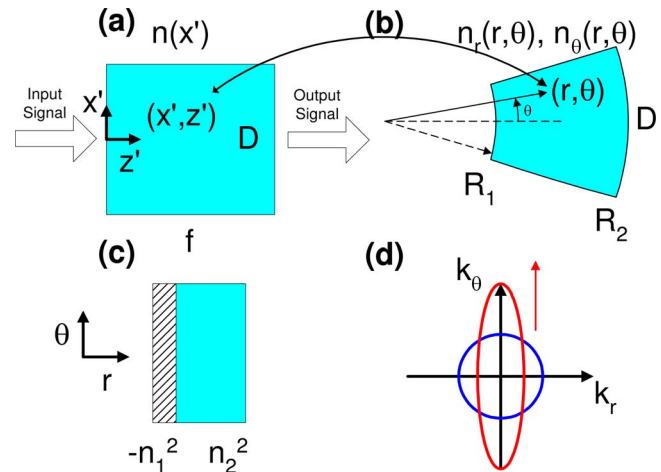 (a)
n(x')
(b)
n_r(r,θ), n_θ(r,θ)
Input
Signal
x'
(x',z')
D
z'
Output
Signal
(r,θ)
θ
D
R_1
R_2
f
(c)
θ
r
-n_1^2
n_2^2
(d)
k_θ
k_r